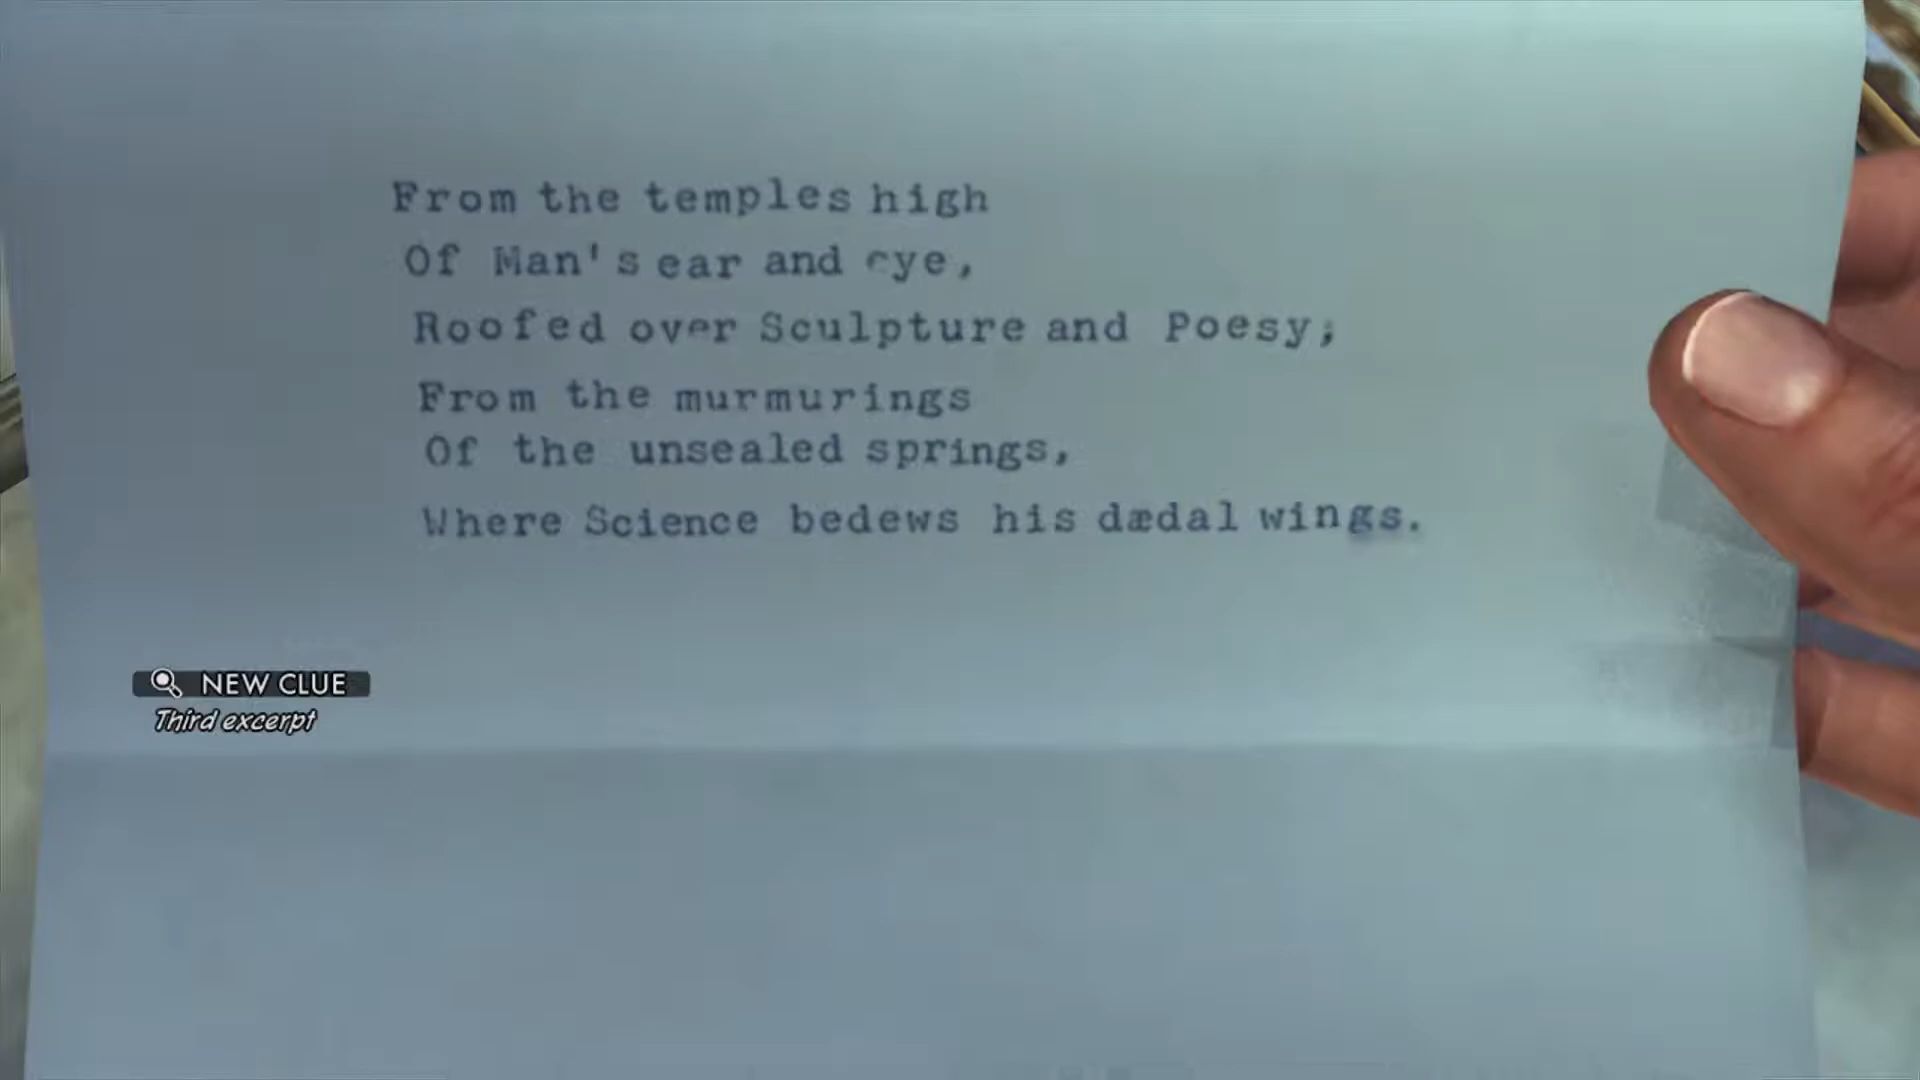 From the temples high
Of Man's ear and eye,
Roofed over Sculpture and Poesy;
From the murmurings
Of the unsealed springs,
Where Science bedews his dædal wings.
NEW CLUE
Third excerpt